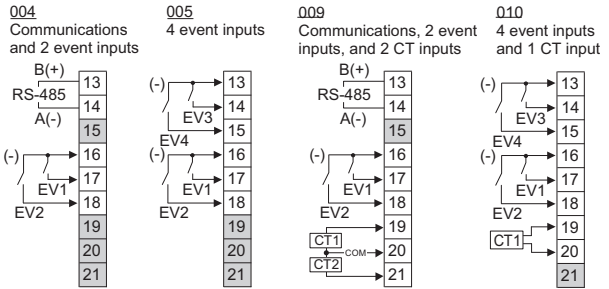 004
Communications
and 2 event inputs
B(+)
RS-485
A(-)
(-)
EV1
EV2
13
14
15
16
17
18
19
20
21
005
4 event inputs
(-)
EV3
EV4
(-)
EV1
EV2
13
14
15
16
17
18
19
20
21
009
Communications, 2 event
inputs, and 2 CT inputs
B(+)
RS-485
A(-)
(-)
EV1
EV2
CT1
COM
CT2
13
14
15
16
17
18
19
20
21
010
4 event inputs
and 1 CT input
(-)
EV3
EV4
(-)
EV1
EV2
CT1
13
14
15
16
17
18
19
20
21